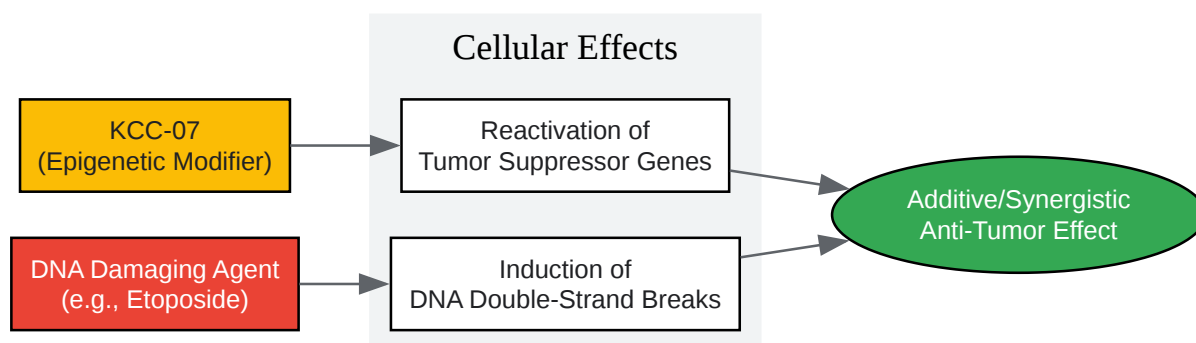 Cellular Effects
KCC-07
(Epigenetic Modifier)
Reactivation of
Tumor Suppressor Genes
DNA Damaging Agent
(e.g., Etoposide)
Induction of
DNA Double-Strand Breaks
Additive/Synergistic
Anti-Tumor Effect